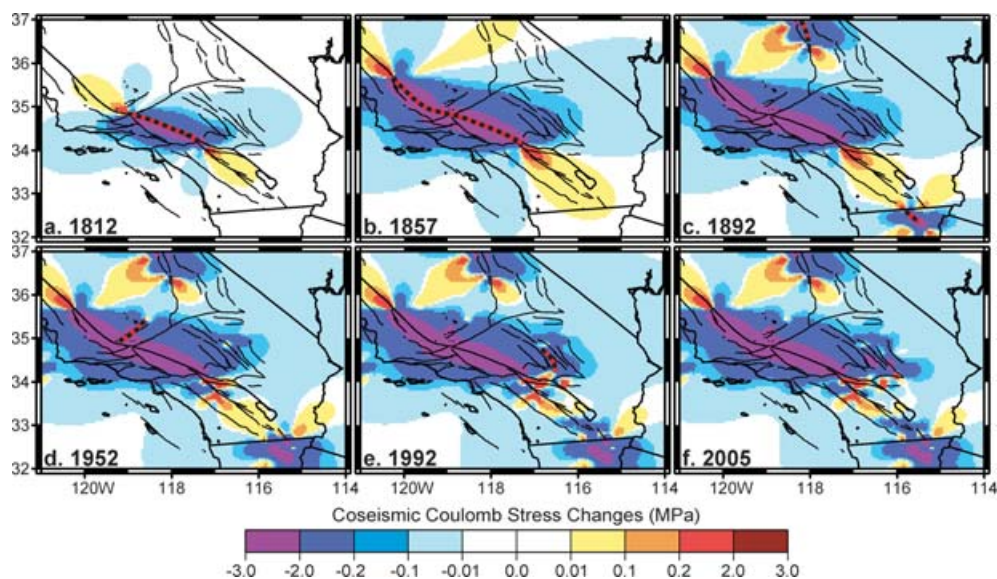 37
36
35
34
33
32
a. 1812
b. 1857
c. 1892
37
36
35
34
33
32
d. 1952
e. 1992
f. 2005
120W 118 116 114 120W 118 116 114 120W 118 116 114
Coseismic Coulomb Stress Changes (MPa)
-3.0 -2.0 -0.2 -0.1 -0.01 0.0 0.01 0.1 0.2 2.0 3.0